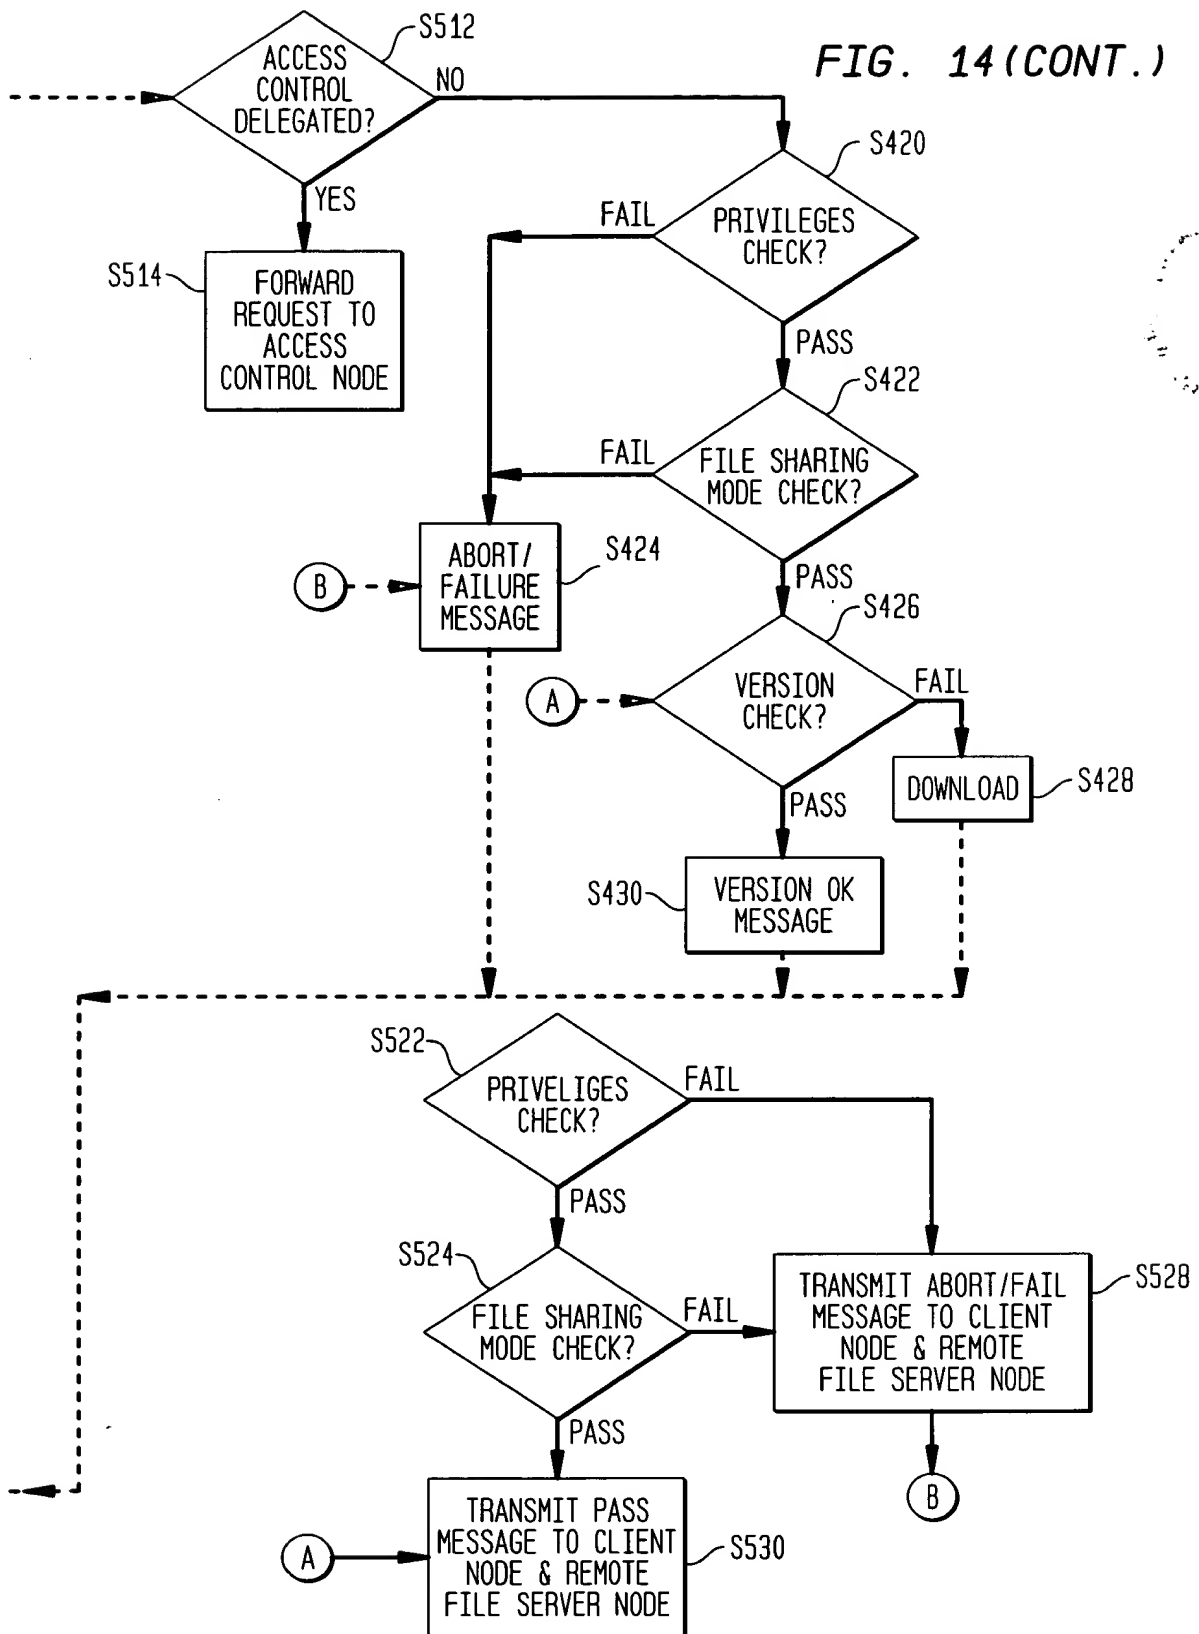 FIG. 14(CONT.)
S512
ACCESS
CONTROL
DELEGATED?
NO
YES
S514
FORWARD
REQUEST TO
ACCESS
CONTROL NODE
S420
PRIVILEGES
CHECK?
FAIL
PASS
S422
FILE SHARING
MODE CHECK?
FAIL
PASS
B
ABORT/
FAILURE
MESSAGE
S424
S426
A
VERSION
CHECK?
FAIL
PASS
DOWNLOAD
S428
S430
VERSION OK
MESSAGE
S522
PRIVELIGES
CHECK?
FAIL
PASS
S524
FILE SHARING
MODE CHECK?
FAIL
PASS
TRANSMIT ABORT/FAIL
MESSAGE TO CLIENT
NODE & REMOTE
FILE SERVER NODE
S528
B
A
TRANSMIT PASS
MESSAGE TO CLIENT
NODE & REMOTE
FILE SERVER NODE
S530